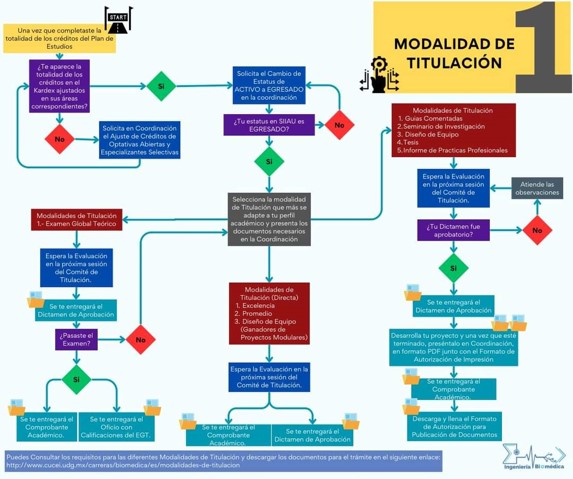 START
1
MODALIDAD DE
TITULACIÓN
Una vez que completaste la
totalidad de los créditos del Plan de
Estudios
¿Te aparece la
totalidad de los
créditos en el
Kardex ajustados
en sus áreas
correspondientes?
Si
No
Solicita en Coordinación
el Ajuste de Créditos de
Optativas Abiertas y
Especializantes Selectivas
Solicita el Cambio de
Estatus de
ACTIVO a EGRESADO
en la coordinación
¿Tu estatus en SIIAU es
EGRESADO?
No
Si
Selecciona la modalidad
de Titulación que más se
adapte a tu perfil
académico y presenta los
documentos necesarios
en la Coordinación
Modalidades de Titulación
1.- Examen Global Teórico
Espera la Evaluación
en la próxima sesión
del Comité de
Titulación.
Se te entregará el
Dictamen de Aprobación
¿Pasaste el
Examen?
No
Si
Se te entregará el
Comprobante
Académico.
Se te entregará el
Oficio con
Calificaciones del EGT.
Modalidades de
Titulación (Directa)
1. Excelencia
2. Promedio
3. Diseño de Equipo
(Ganadores de
Proyectos Modulares)
Espera la Evaluación en la
próxima sesión del
Comité de Titulación.
Se te entregará el
Comprobante
Académico.
Se te entregará el
Dictamen de Aprobación
Modalidades de Titulación
1. Guias Comentadas
2.Seminario de Investigación
3. Diseño de Equipo
4.Tesis
5.Informe de Practicas Profesionales
Espera la Evaluación
en la próxima sesión
del Comité de
Titulación.
Atiende las
observaciones
¿Tu Dictamen fue
aprobatorio?
No
Si
Se te entregará el
Dictamen de Aprobación
Desarrolla tu proyecto y una vez que esté
terminado, preséntalo en Coordinación,
en formato PDF junto con el Formato de
Autorización de Impresión
Se te entregará el
Comprobante
Académico.
Descarga y llena el Formato
de Autorización para
Publicación de Documentos
Puedes Consultar los requisitos para las diferentes Modalidades de Titulación y descargar los documentos para el trámite en el siguiente enlace:
http://www.cucei.udg.mx/carreras/biomedica/es/modalidades-de-titulacion
Ingeniería Biomédica